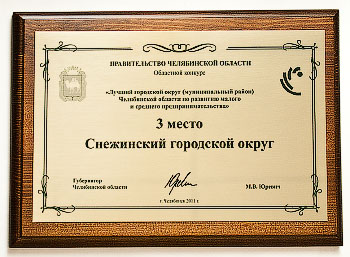 ПРАВИТЕЛЬСТВО ЧЕЛЯБИНСКОЙ ОБЛАСТИ
Областной конкурс
«Лучший городской округ (муниципальный район)
Челябинской области по развитию малого
и среднего предпринимательства»
3 место
Снежинский городской округ
Губернатор
Челябинской области
М.В. Юревич
г. Челябинск 2011 г.